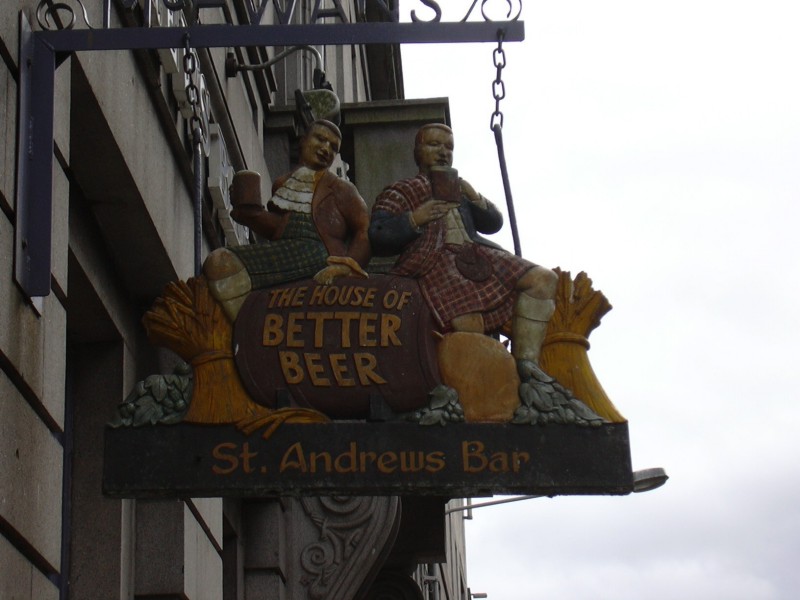 THE HOUSE OF
BETTER
BEER
St. Andrews Bar